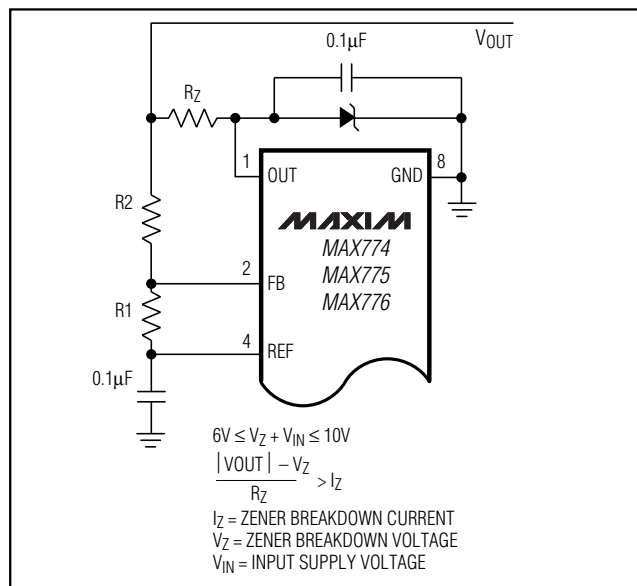 0.1µF
VOUT
RZ
1
8
OUT
GND
R2
MAXIM
MAX774
MAX775
MAX776
2
FB
R1
4
REF
0.1µF
6V ≤ VZ + VIN ≤ 10V
|VOUT| – VZ
RZ
> IZ
IZ = ZENER BREAKDOWN CURRENT
VZ = ZENER BREAKDOWN VOLTAGE
VIN = INPUT SUPPLY VOLTAGE